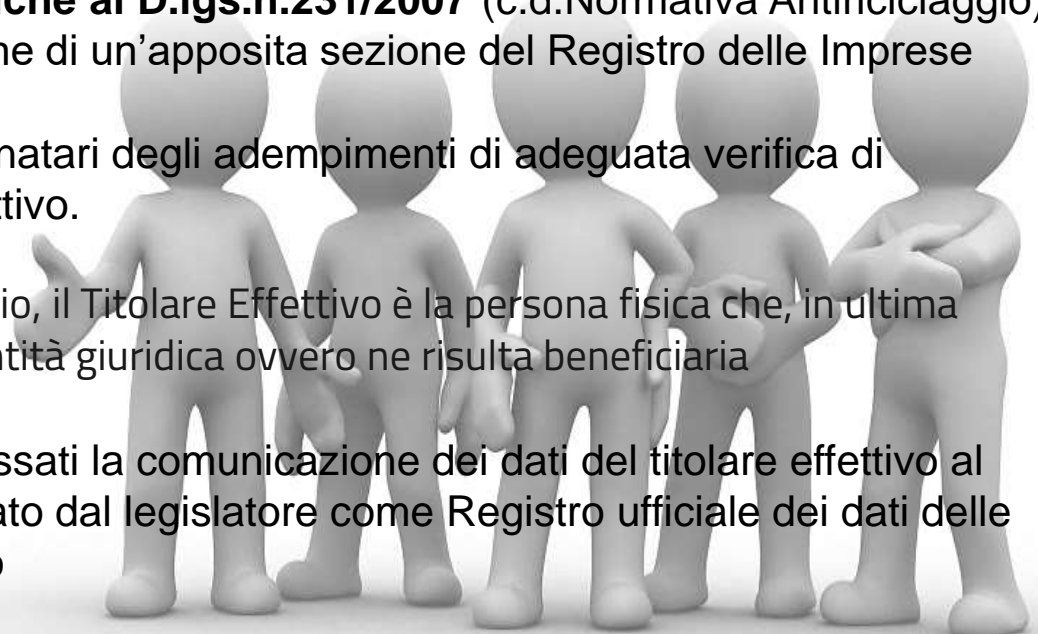 iche al D.lgs.n.231/2007 (c.d.Normativa Antiriciclaggio)
ne di un’apposita sezione del Registro delle Imprese
natari degli adempimenti di adeguata verifica di
ttivo.
io, il Titolare Effettivo è la persona fisica che, in ultima
ntità giuridica ovvero ne risulta beneficiaria
ssati la comunicazione dei dati del titolare effettivo al
ato dal legislatore come Registro ufficiale dei dati delle
o